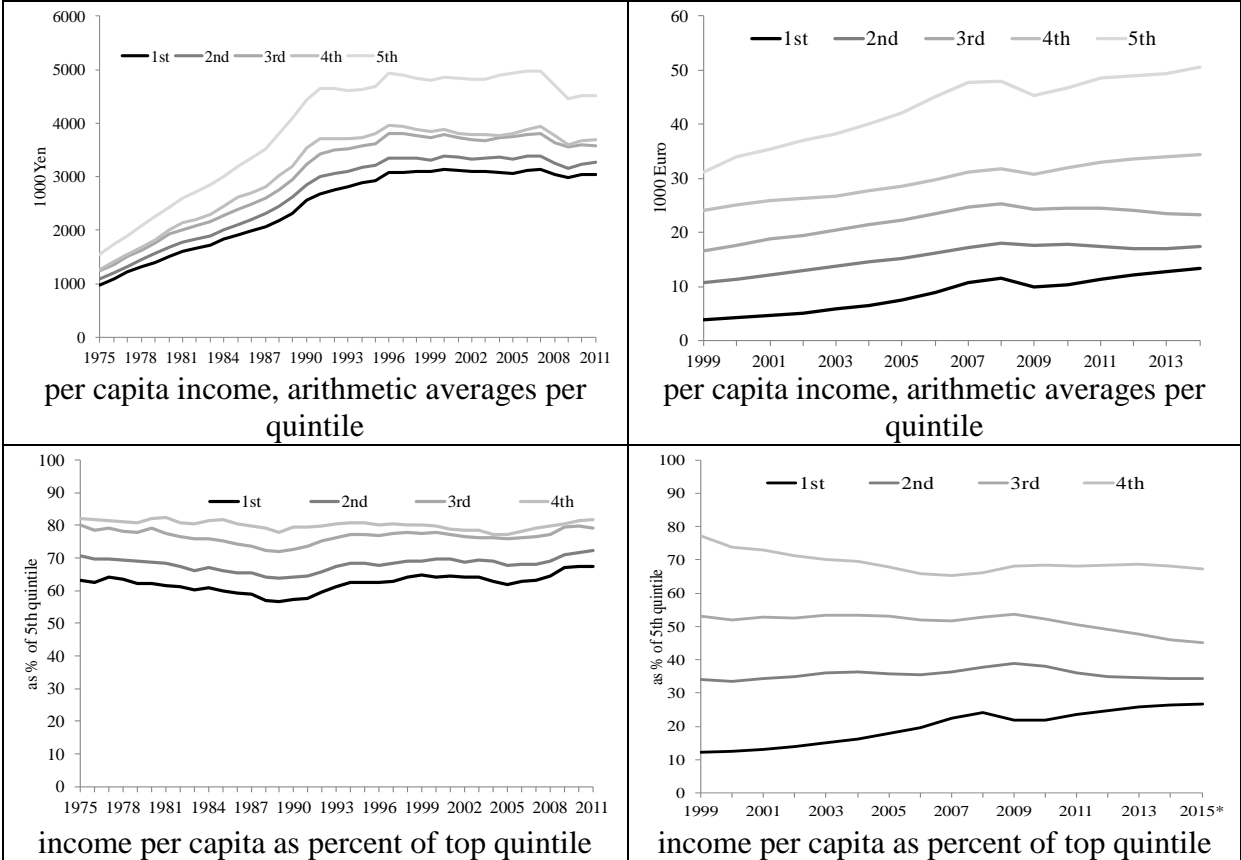 6000
5000
4000
3000
2000
1000
0
1000 Yen
1st 2nd 3rd 4th 5th
1975 1978 1981 1984 1987 1990 1993 1996 1999 2002 2005 2008 2011
per capita income, arithmetic averages per
quintile
60
50
40
30
20
10
0
1000 Euro
1st 2nd 3rd 4th 5th
1999 2001 2003 2005 2007 2009 2011 2013
per capita income, arithmetic averages per
quintile
100
90
80
70
60
50
40
30
20
10
0
as % of 5th quintile
1st 2nd 3rd 4th
1975 1978 1981 1984 1987 1990 1993 1996 1999 2002 2005 2008 2011
income per capita as percent of top quintile
100
90
80
70
60
50
40
30
20
10
0
as % of 5th quintile
1st 2nd 3rd 4th
1999 2001 2003 2005 2007 2009 2011 2013 2015*
income per capita as percent of top quintile